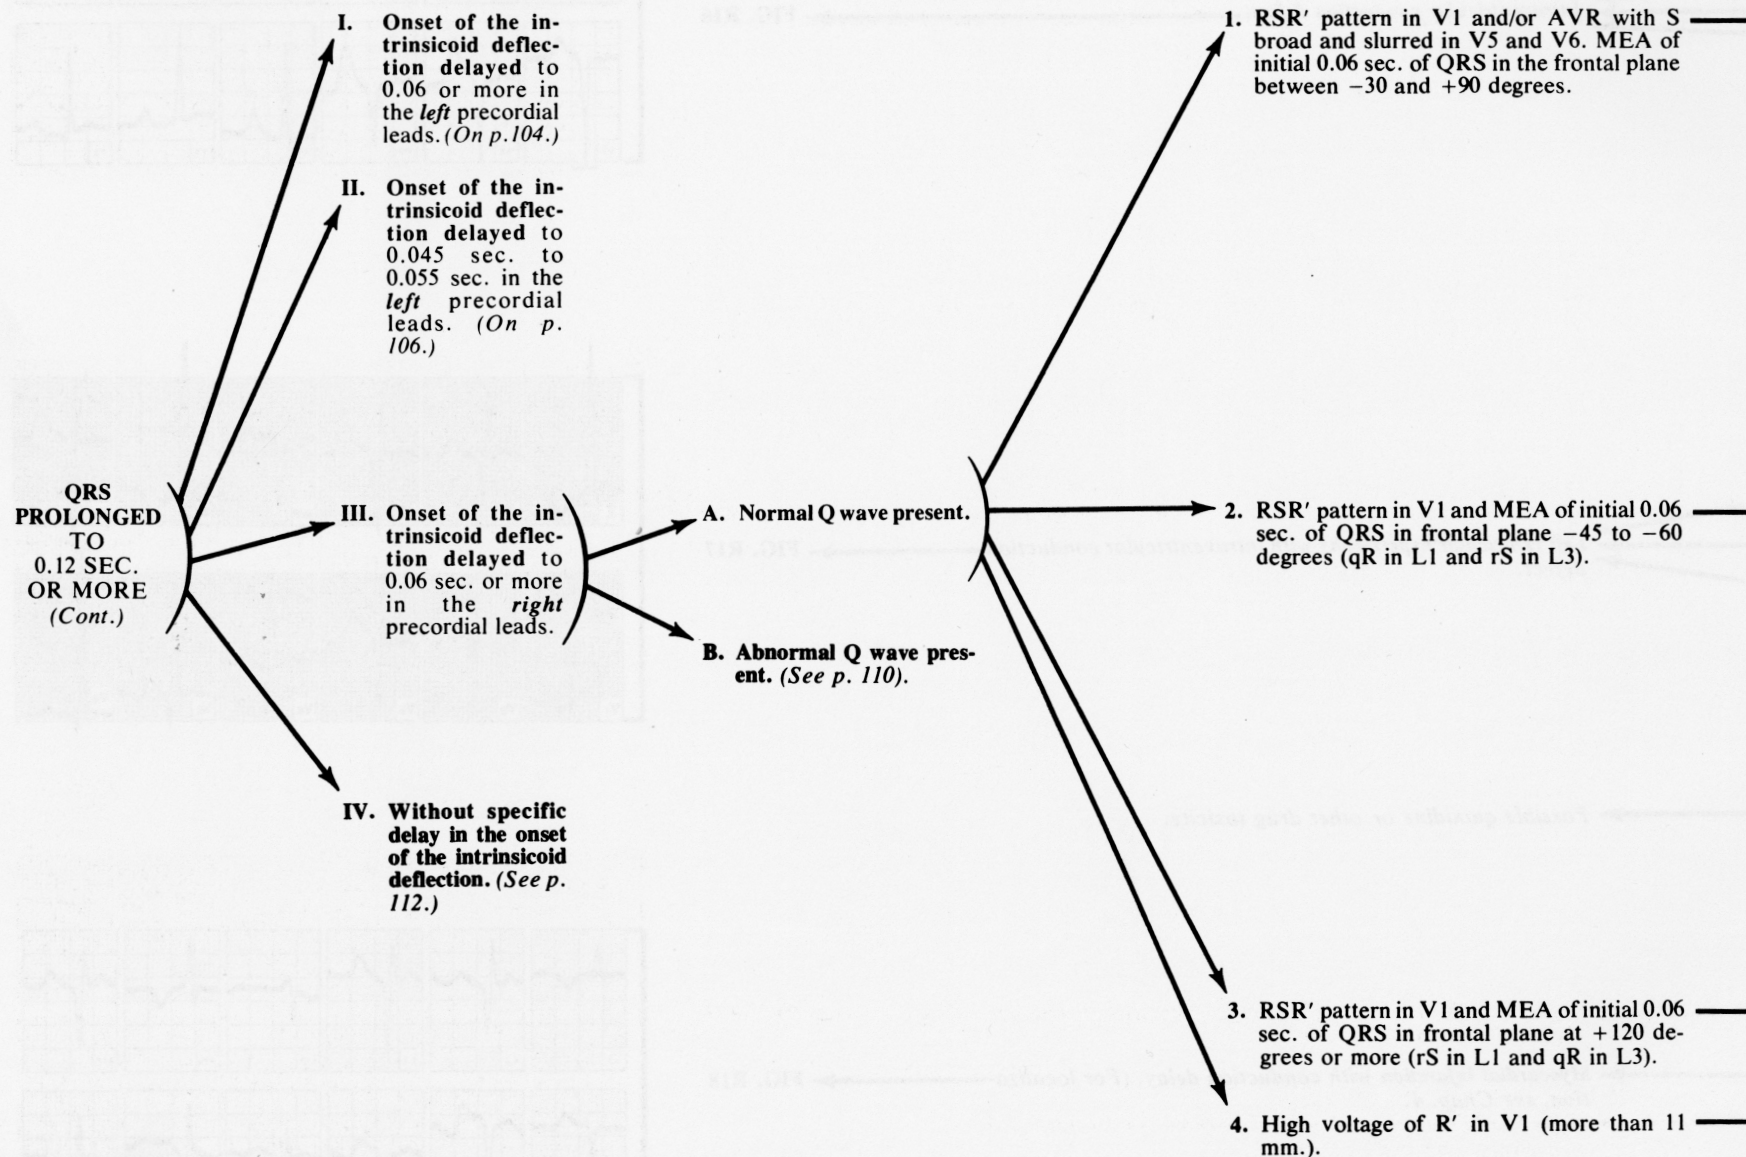 QRS
PROLONGED
TO
0.12 SEC.
OR MORE
(Cont.)
I. Onset of the in-
trinsicoid deflec-
tion delayed to
0.06 or more in
the left precordial
leads. (On p. 104.)
II. Onset of the in-
trinsicoid deflec-
tion delayed to
0.045 sec. to
0.055 sec. in the
left precordial
leads. (On p.
106.)
III. Onset of the in-
trinsicoid deflec-
tion delayed to
0.06 sec. or more
in the right
precordial leads.
IV. Without specific
delay in the onset
of the intrinsicoid
deflection. (See p.
112.)
A. Normal Q wave present.
B. Abnormal Q wave pres-
ent. (See p. 110).
1. RSR′ pattern in V1 and/or AVR with S
broad and slurred in V5 and V6. MEA of
initial 0.06 sec. of QRS in the frontal plane
between −30 and +90 degrees.
2. RSR′ pattern in V1 and MEA of initial 0.06
sec. of QRS in frontal plane −45 to −60
degrees (qR in L1 and rS in L3).
3. RSR′ pattern in V1 and MEA of initial 0.06
sec. of QRS in frontal plane at +120 de-
grees or more (rS in L1 and qR in L3).
4. High voltage of R′ in V1 (more than 11
mm.).